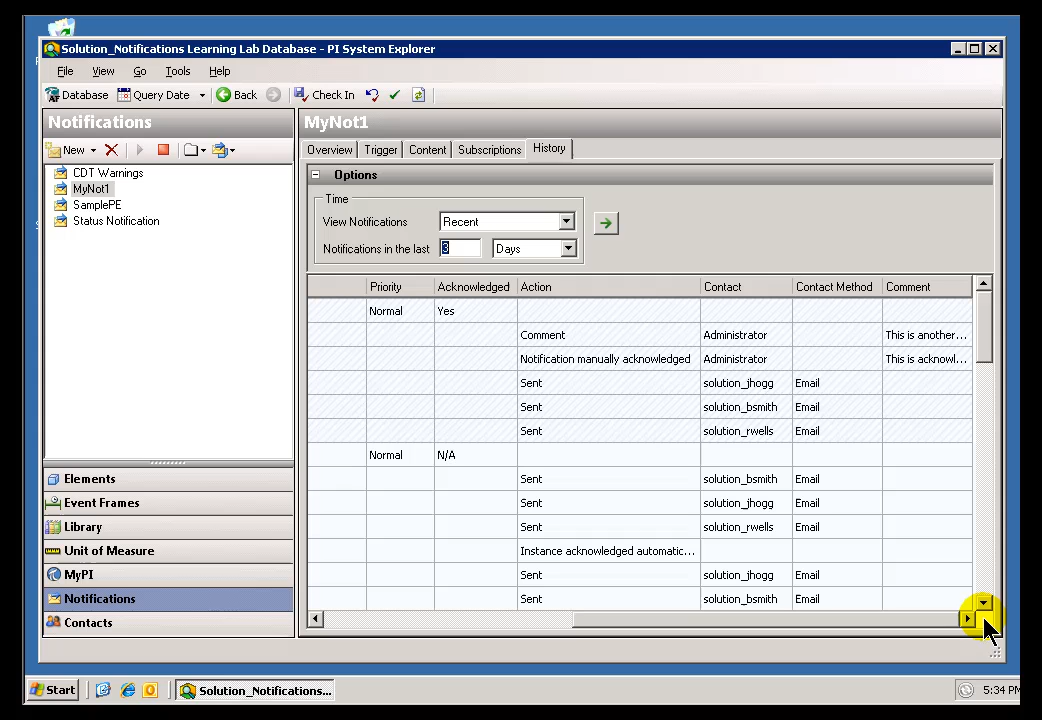 Solution_Notifications Learning Lab Database - PI System Explorer
File View Go Tools Help
Database Query Date Back Check In
Notifications
New
CDT Warnings
MyNot1
SamplePE
Status Notification
Elements
Event Frames
Library
Unit of Measure
MyPI
Notifications
Contacts
MyNot1
Overview Trigger Content Subscriptions History
Options
Time
View Notifications Recent
Notifications in the last 3 Days
Priority Acknowledged Action Contact Contact Method Comment
Normal Yes
Comment Administrator This is another...
Notification manually acknowledged Administrator This is acknowl...
Sent solution_jhogg Email
Sent solution_bsmith Email
Sent solution_rwells Email
Normal N/A
Sent solution_bsmith Email
Sent solution_jhogg Email
Sent solution_rwells Email
Instance acknowledged automatic...
Sent solution_jhogg Email
Sent solution_bsmith Email
Start Solution_Notifications... 5:34 PM